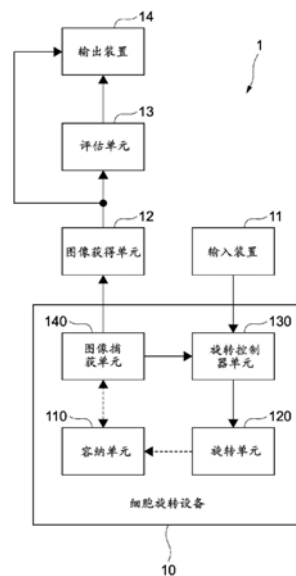 14
输出装置
1
13
评估单元
12
11
图像获得单元
输入装置
140
130
图像捕
获单元
旋转控制
器单元
110
120
容纳单元
旋转单元
细胞旋转设备
10